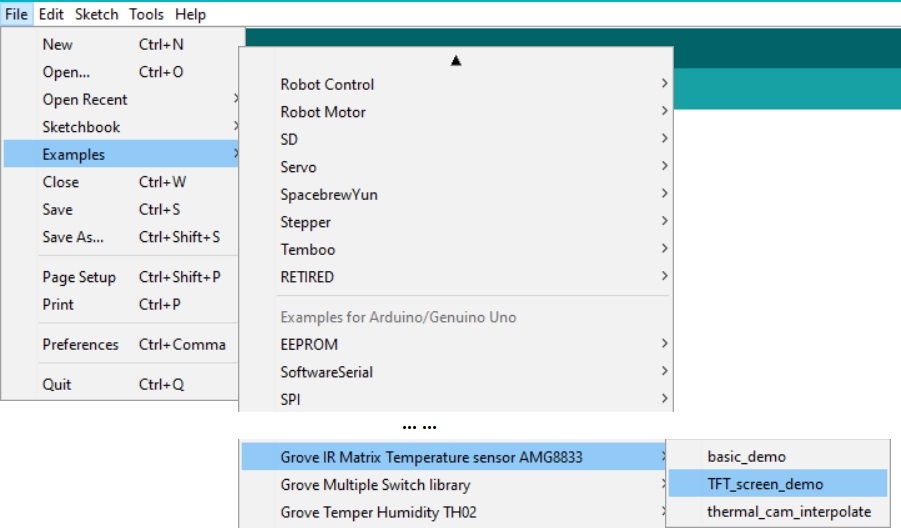 File Edit Sketch Tools Help
New Ctrl+N
Open... Ctrl+O
Open Recent
Sketchbook
Examples
Close Ctrl+W
Save Ctrl+S
Save As... Ctrl+Shift+S
Page Setup Ctrl+Shift+P
Print Ctrl+P
Preferences Ctrl+Comma
Quit Ctrl+Q
Robot Control
Robot Motor
SD
Servo
SpacebrewYun
Stepper
Temboo
RETIRED
Examples for Arduino/Genuino Uno
EEPROM
SoftwareSerial
SPI
... ...
Grove IR Matrix Temperature sensor AMG8833
Grove Multiple Switch library
Grove Temper Humidity TH02
basic_demo
TFT_screen_demo
thermal_cam_interpolate